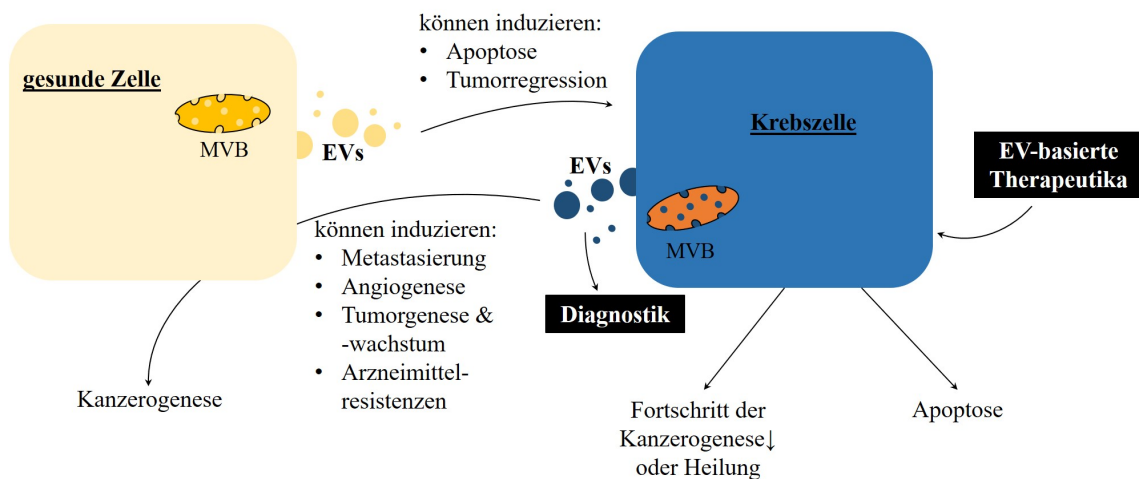 gesunde Zelle
MVB
EVs
können induzieren:
• Apoptose
• Tumorregression
Krebszelle
EVs
MVB
EV-basierte
Therapeutika
können induzieren:
• Metastasierung
• Angiogenese
• Tumorgenese &
-wachstum
• Arzneimittel-
resistenzen
Diagnostik
Kanzerogenese
Fortschritt der
Kanzerogenese↓
oder Heilung
Apoptose